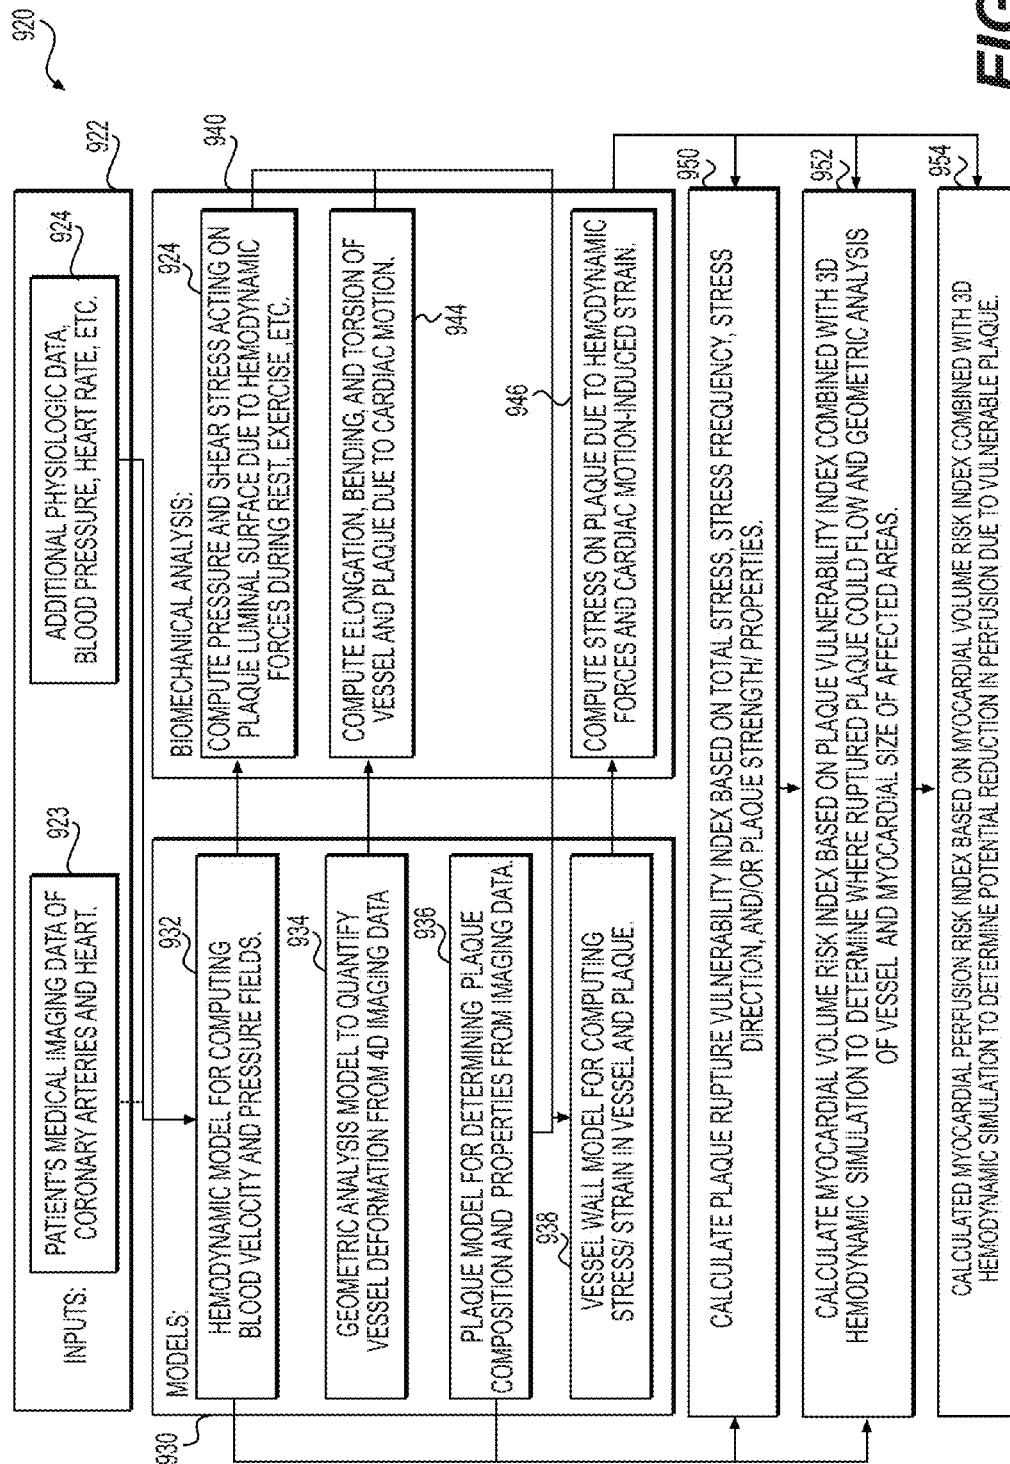 920
922
INPUTS:
923
PATIENT'S MEDICAL IMAGING DATA OF
CORONARY ARTERIES AND HEART.
924
ADDITIONAL PHYSIOLOGIC DATA,
BLOOD PRESSURE, HEART RATE, ETC.
930
MODELS:
932
HEMODYNAMIC MODEL FOR COMPUTING
BLOOD VELOCITY AND PRESSURE FIELDS.
934
GEOMETRIC ANALYSIS MODEL TO QUANTIFY
VESSEL DEFORMATION FROM 4D IMAGING DATA
936
PLAQUE MODEL FOR DETERMINING PLAQUE
COMPOSITION AND PROPERTIES FROM IMAGING DATA.
938
VESSEL WALL MODEL FOR COMPUTING
STRESS/ STRAIN IN VESSEL AND PLAQUE.
940
BIOMECHANICAL ANALYSIS:
924
COMPUTE PRESSURE AND SHEAR STRESS ACTING ON
PLAQUE LUMINAL SURFACE DUE TO HEMODYNAMIC
FORCES DURING REST, EXERCISE ,ETC.
COMPUTE ELONGATION, BENDING, AND TORSION OF
VESSEL AND PLAQUE DUE TO CARDIAC MOTION.
944
946
COMPUTE STRESS ON PLAQUE DUE TO HEMODYNAMIC
FORCES AND CARDIAC MOTION-INDUCED STRAIN.
950
CALCULATE PLAQUE RUPTURE VULNERABILITY INDEX BASED ON TOTAL STRESS, STRESS FREQUENCY, STRESS
DIRECTION, AND/OR PLAQUE STRENGTH/ PROPERTIES.
952
CALCULATE MYOCARDIAL VOLUME RISK INDEX BASED ON PLAQUE VULNERABILITY INDEX COMBINED WITH 3D
HEMODYNAMIC SIMULATION TO DETERMINE WHERE RUPTURED PLAQUE COULD FLOW AND GEOMETRIC ANALYSIS
OF VESSEL AND MYOCARDIAL SIZE OF AFFECTED AREAS.
954
CALCULATED MYOCARDIAL PERFUSION RISK INDEX BASED ON MYOCARDIAL VOLUME RISK INDEX COMBINED WITH 3D
HEMODYNAMIC SIMULATION TO DETERMINE POTENTIAL REDUCTION IN PERFUSION DUE TO VULNERABLE PLAQUE.
FIG